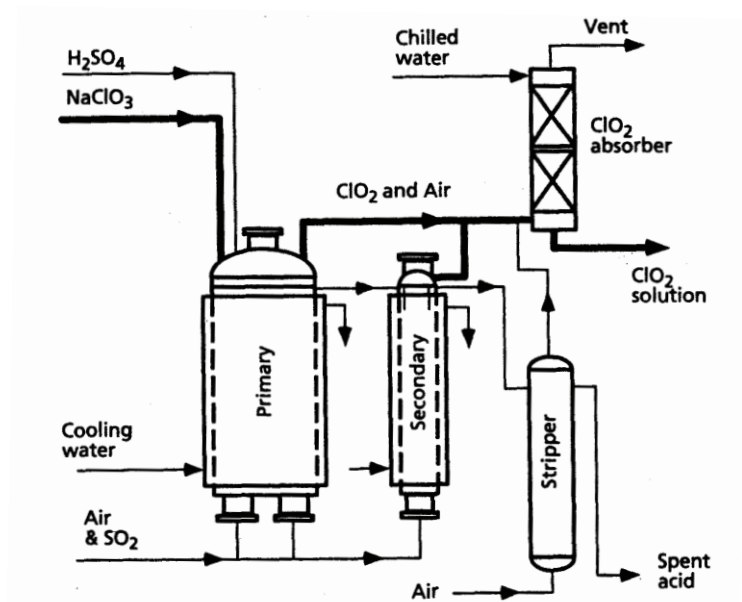 H₂SO₄
NaClO₃
Chilled
water
Vent
ClO₂
absorber
ClO₂ and Air
ClO₂
solution
Primary
Secondary
Stripper
Cooling
water
Air
& SO₂
Air
Spent
acid